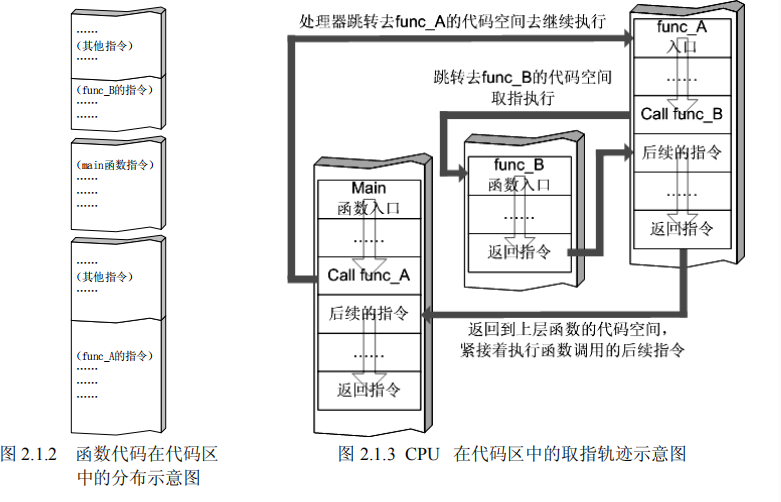 ……
（其他指令）
……
（func_B的指令）
……
……
（main函数指令）
……
……
……
……
（其他指令）
……
（func_A的指令）
……
……
……
图 2.1.2 函数代码在代码区
中的分布示意图
处理器跳转去func_A的代码空间去继续执行
跳转去func_B的代码空间
取指执行
Main
函数入口
……
Call func_A
后续的指令
……
返回指令
func_B
函数入口
……
返回指令
func_A
入口
……
Call func_B
后续的指令
……
返回指令
返回到上层函数的代码空间，
紧接着执行函数调用的后续指令
图 2.1.3 CPU 在代码区中的取指轨迹示意图